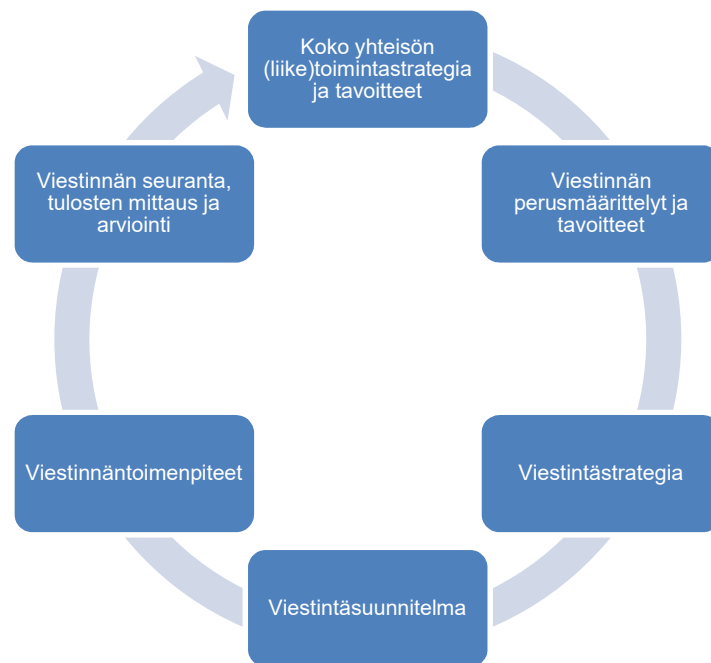 Koko yhteisön
(liike)toimintastrategia
ja tavoitteet
Viestinnän
perusmäärittelyt ja
tavoitteet
Viestintästrategia
Viestintäsuunnitelma
Viestinnäntoimenpiteet
Viestinnän seuranta,
tulosten mittaus ja
arviointi